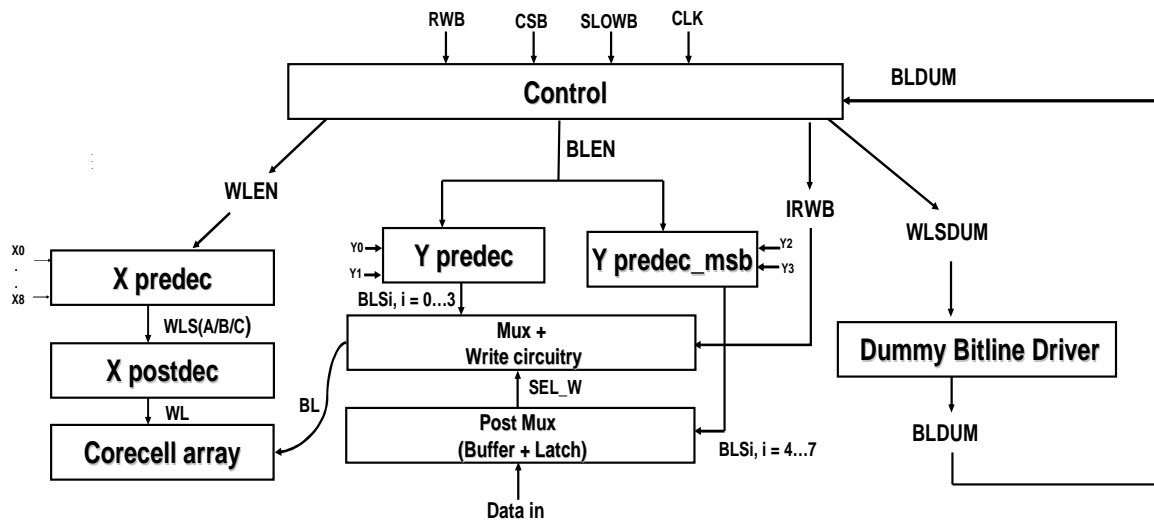 RWB
CSB
SLOWB
CLK
Control
BLDUM
BLEN
WLEN
IRWB
WLSDUM
X0
.
.
X8
X predec
Y0
Y1
Y predec
Y predec_msb
Y2
Y3
BLSi, i = 0...3
WLS(A/B/C)
Mux +
Write circuitry
Dummy Bitline Driver
X postdec
SEL_W
BL
WL
Post Mux
(Buffer + Latch)
BLDUM
Corecell array
BLSi, i = 4...7
Data in